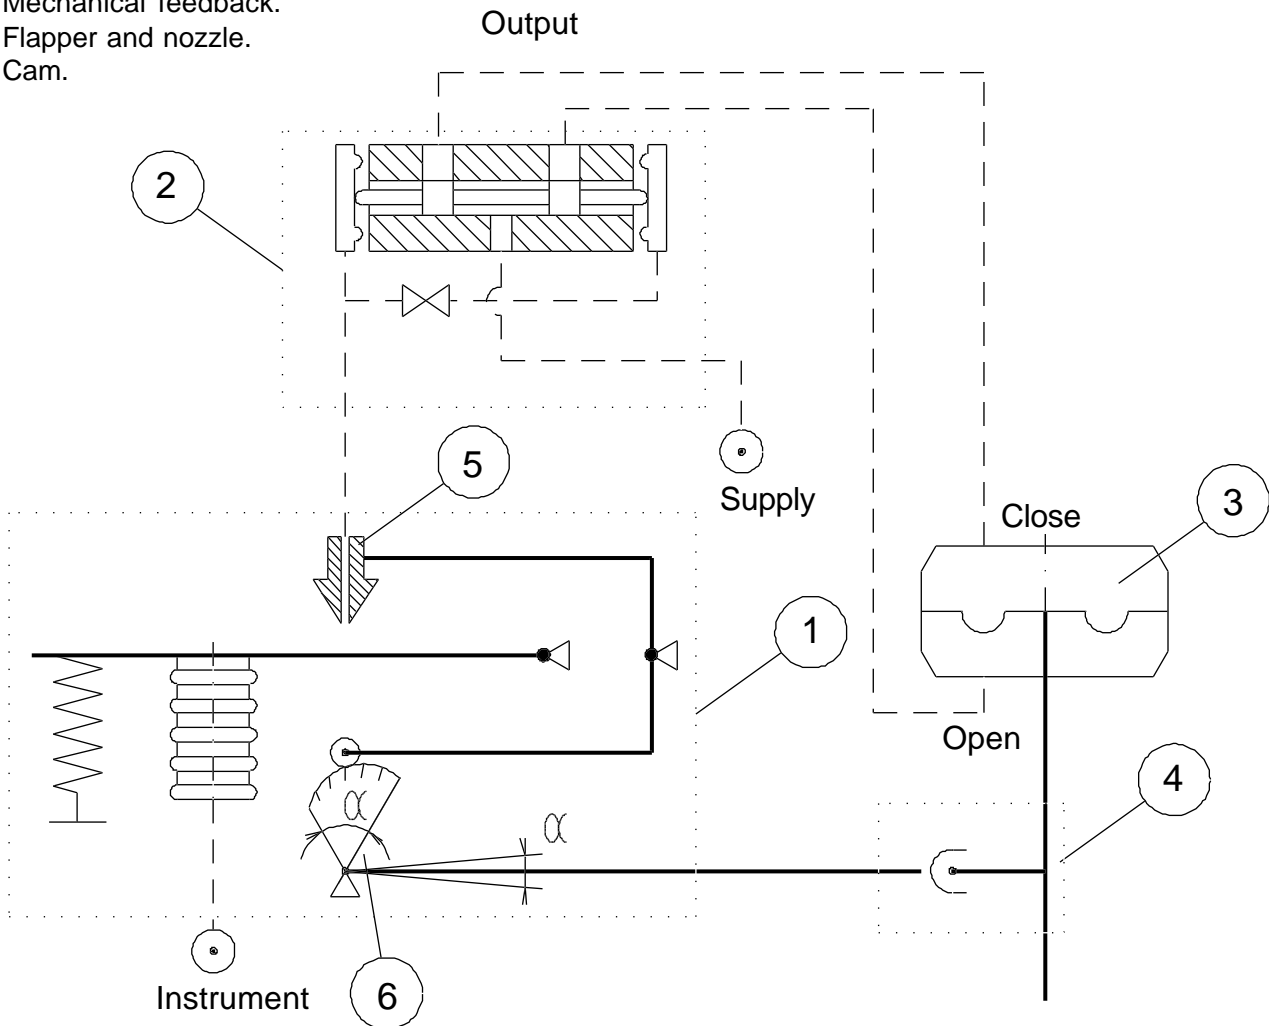 Mechanical feedback.
Flapper and nozzle.
Cam.
Output
2
5
Supply
Close
3
1
Open
4
α
α
Instrument
6